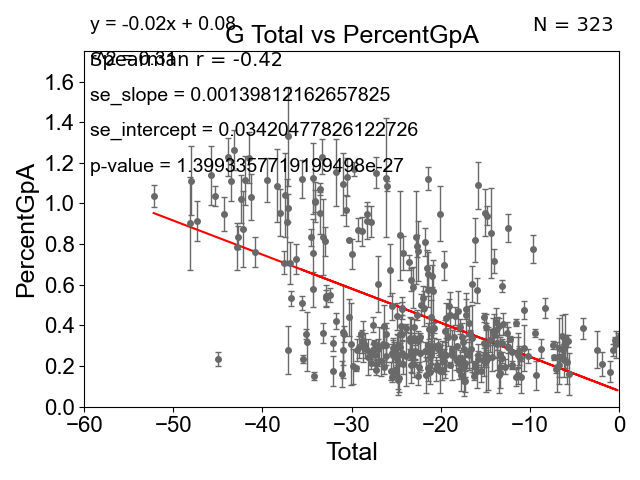 y = -0.02x + 0.08
N = 323
G Total vs PercentGpA
Spearman r = -0.42
se_slope = 0.00139812162657825
se_intercept = 0.03420477826122726
p-value = 1.3993357719199498e-27
PercentGpA
1.6
1.4
1.2
1.0
0.8
0.6
0.4
0.2
0.0
−60
−50
−40
−30
−20
−10
0
Total